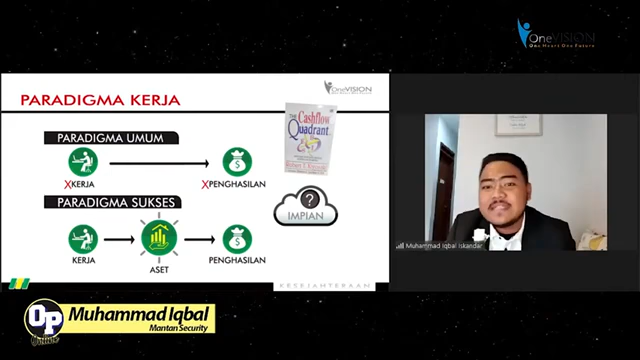 OneVISION
One Heart One Future
OneVISION
PARADIGMA KERJA
THE Cashflow
Quadrant
PARADIGMA UMUM
XKERJA
XPENGHASILAN
PARADIGMA SUKSES
?
IMPIAN
KERJA
ASET
PENGHASILAN
KESEJAHTERAAN
Muhammad Iqbal Iskandar
Op
Muhammad Iqbal
Mantan Security